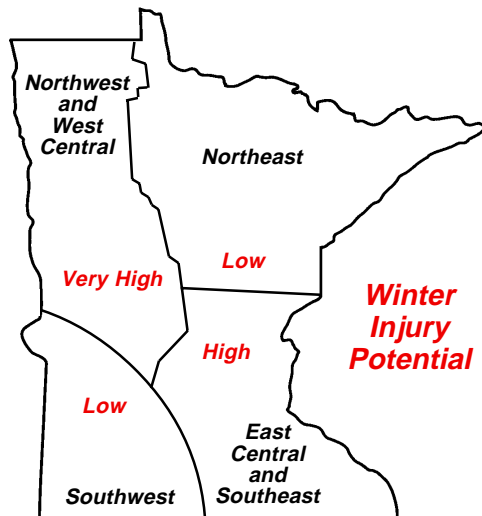 Northwest
and
West
Central
Northeast
Very High
Low
Winter
Injury
Potential
High
Low
East
Central
and
Southeast
Southwest